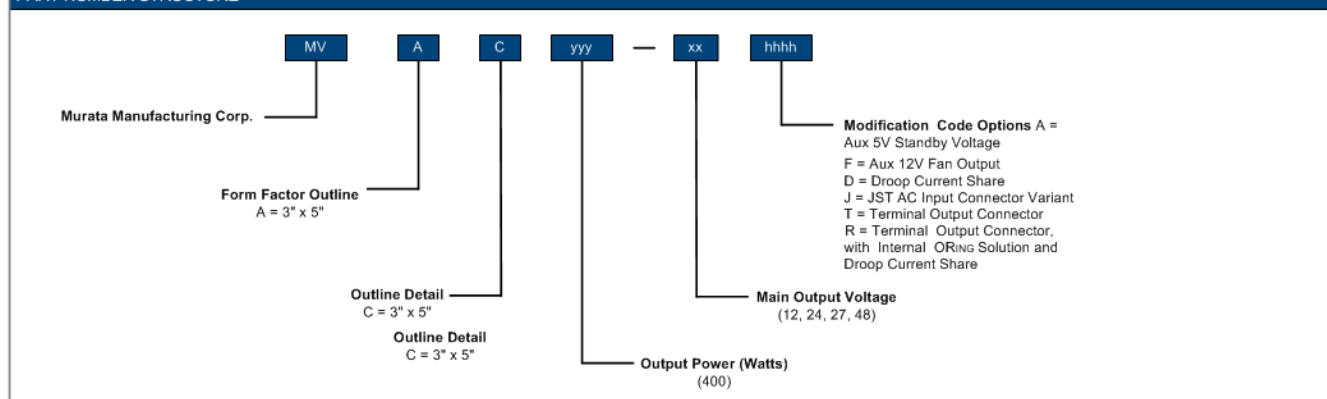 PART NUMBER STRUCTURE
MV A C yyy — xx hhhh
Murata Manufacturing Corp.
Modification Code Options A =
Aux 5V Standby Voltage
F = Aux 12V Fan Output
D = Droop Current Share
J = JST AC Input Connector Variant
T = Terminal Output Connector
R = Terminal Output Connector,
with Internal ORING Solution and
Droop Current Share
Form Factor Outline
A = 3" x 5"
Outline Detail
C = 3" x 5"
Main Output Voltage
(12, 24, 27, 48)
Outline Detail
C = 3" x 5"
Output Power (Watts)
(400)